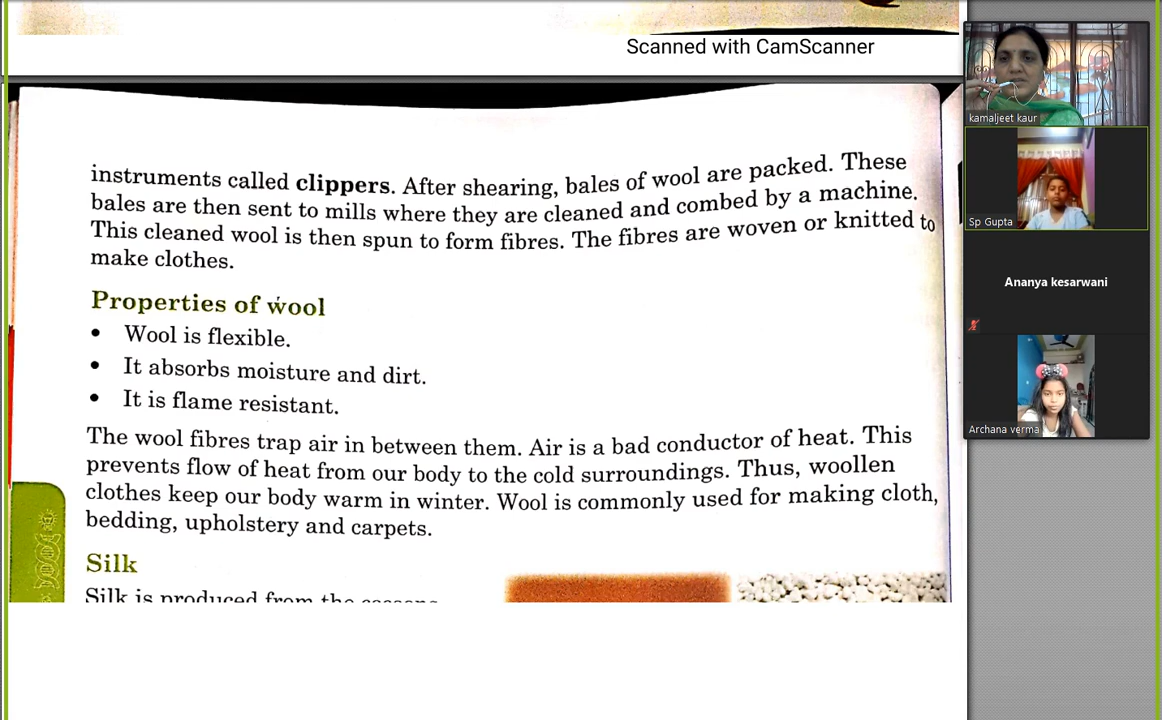 Scanned with CamScanner
instruments called clippers. After shearing, bales of wool are packed. These
bales are then sent to mills where they are cleaned and combed by a machine.
This cleaned wool is then spun to form fibres. The fibres are woven or knitted to
make clothes.
Properties of wool
• Wool is flexible.
• It absorbs moisture and dirt.
• It is flame resistant.
The wool fibres trap air in between them. Air is a bad conductor of heat. This
prevents flow of heat from our body to the cold surroundings. Thus, woollen
clothes keep our body warm in winter. Wool is commonly used for making cloth,
bedding, upholstery and carpets.
Silk
Silk is produced from the
kamaljeet kaur
Sp Gupta
Ananya kesarwani
Archana verma